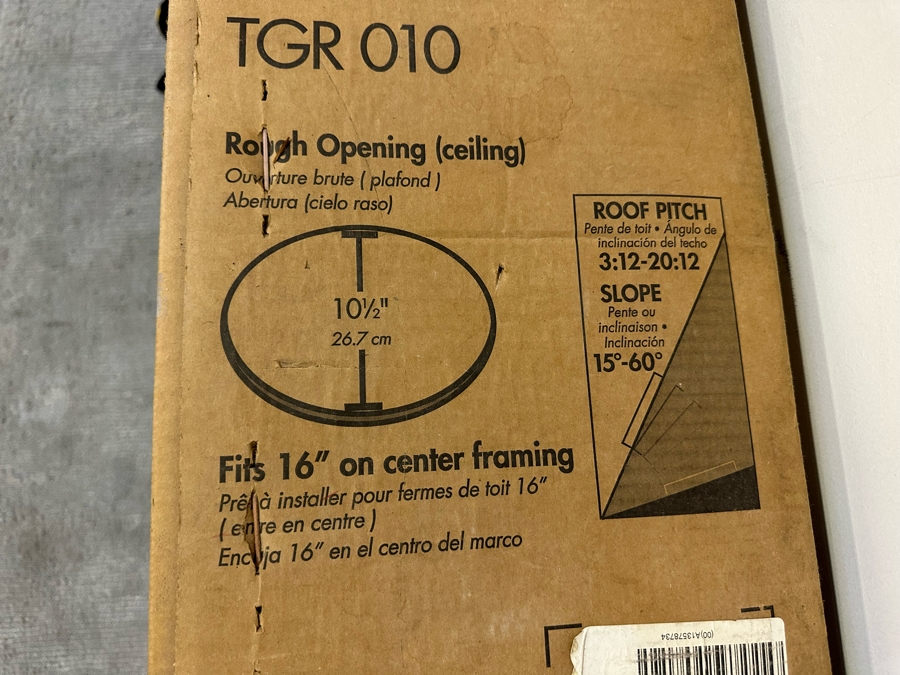 TGR 010
Rough Opening (ceiling)
Ouverture brute ( plafond )
Abertura (cielo raso)
10½"
26.7 cm
Fits 16" on center framing
Prêt à installer pour fermes de toit 16"
( entre en centre )
Encaja 16" en el centro del marco
ROOF PITCH
Pente de toit • Ángulo de
inclinación del techo
3:12-20:12
SLOPE
Pente ou
inclinaison •
Inclinación
15°-60°
(00)A13578734